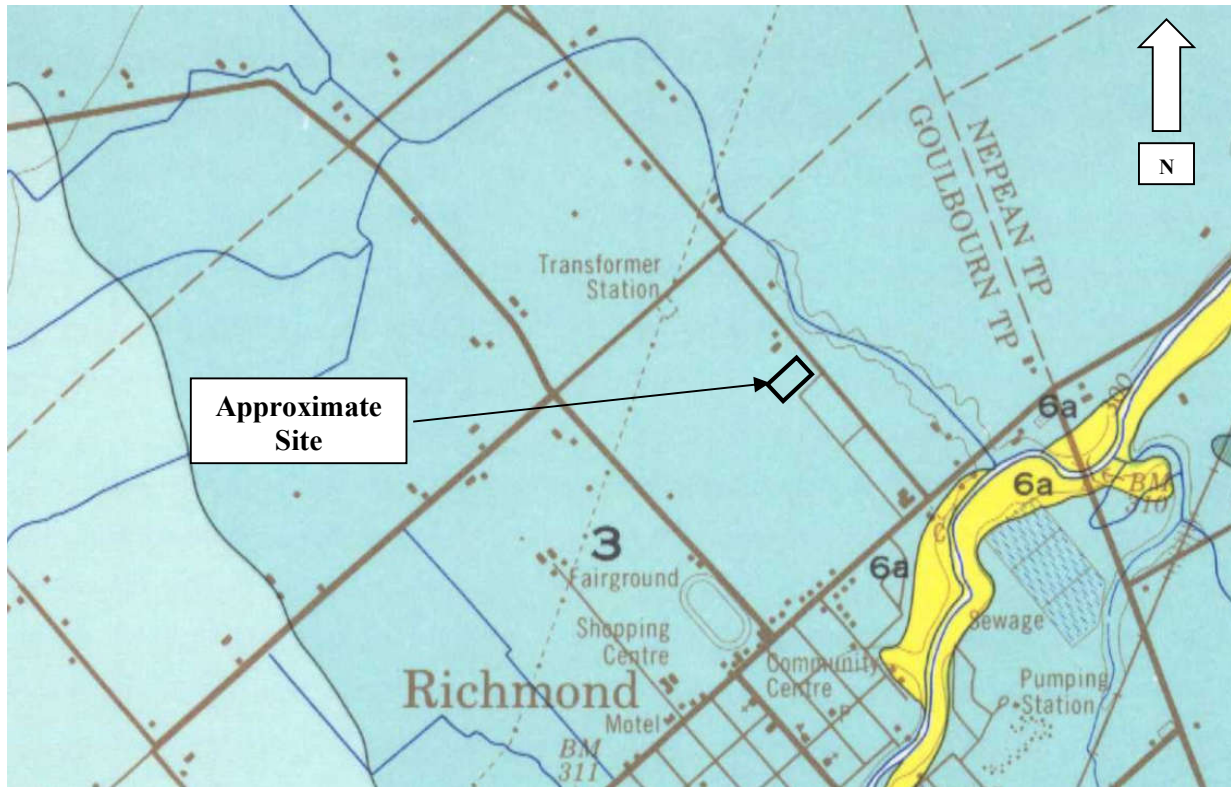 N
NEPEAN TP
GOULBOURN TP
Transformer
Station
Approximate
Site
300
6a
6a
BM
310
3
Fairground
6a
Sewage
Shopping
Centre
Community
Centre
Richmond
Pumping
Station
Motel
P
BM
311